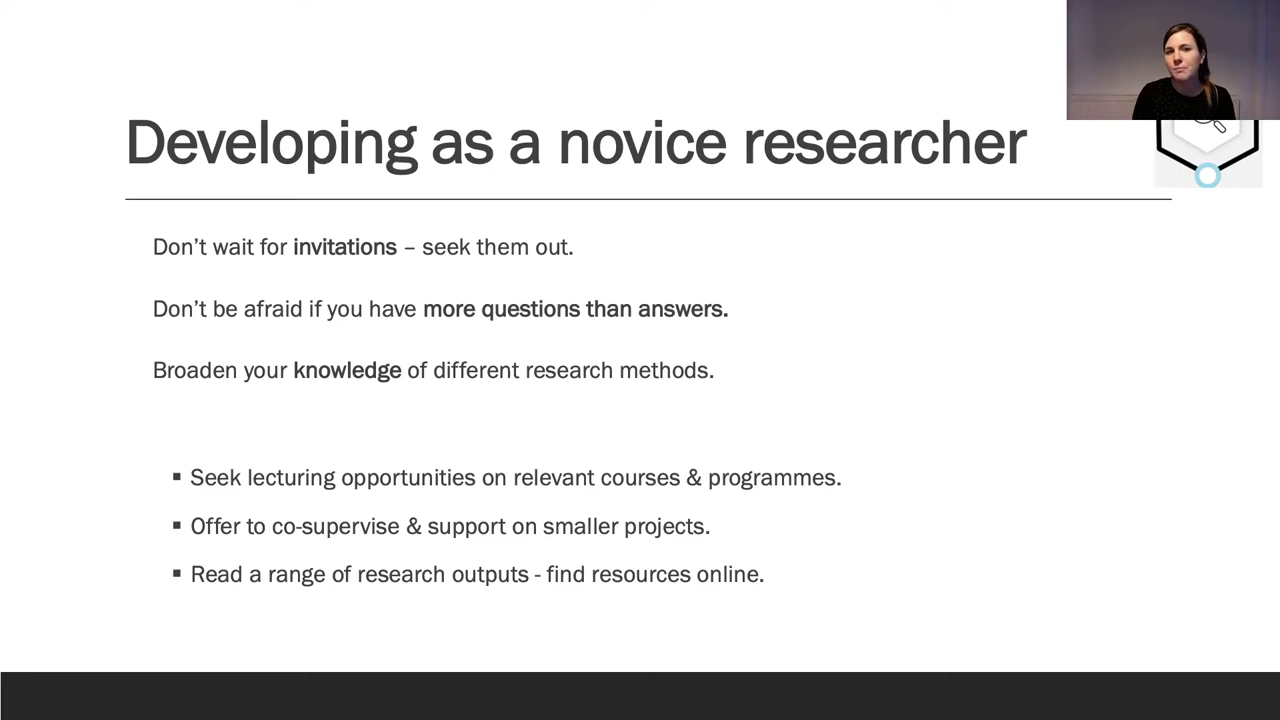 Developing as a novice researcher
Don’t wait for invitations – seek them out.
Don’t be afraid if you have more questions than answers.
Broaden your knowledge of different research methods.
▪ Seek lecturing opportunities on relevant courses & programmes.
▪ Offer to co-supervise & support on smaller projects.
▪ Read a range of research outputs - find resources online.